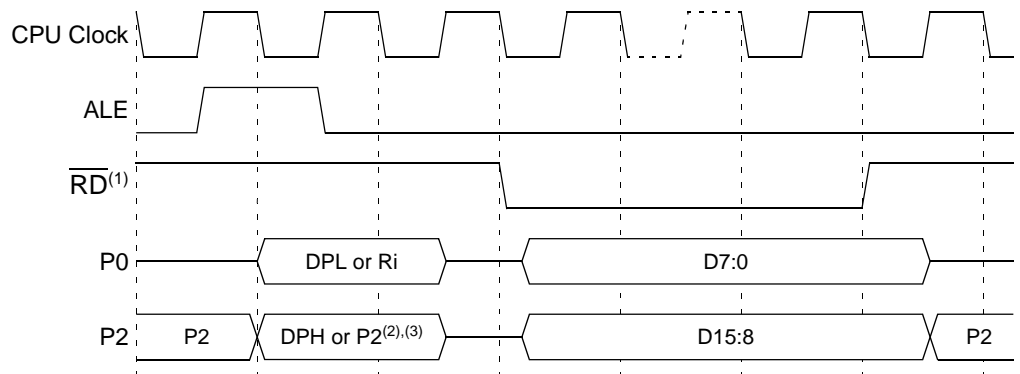 CPU Clock
ALE
RD(1)
P0 DPL or Ri D7:0
P2 P2 DPH or P2(2),(3) D15:8 P2